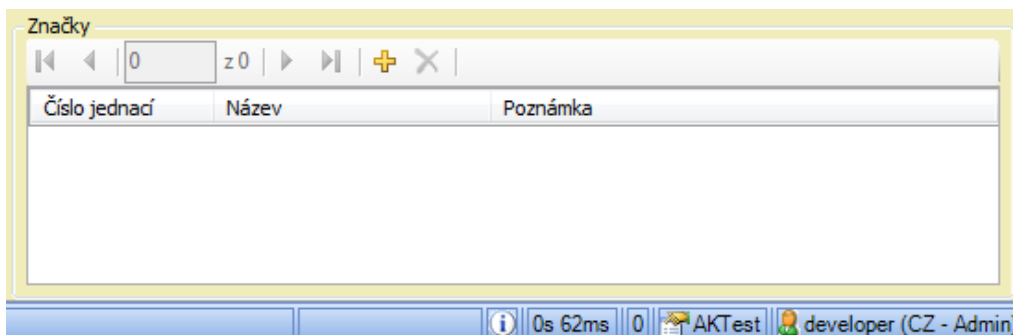 Značky
0 z 0
Číslo jednací Název Poznámka
0s 62ms 0 AKTest developer (CZ - Admin